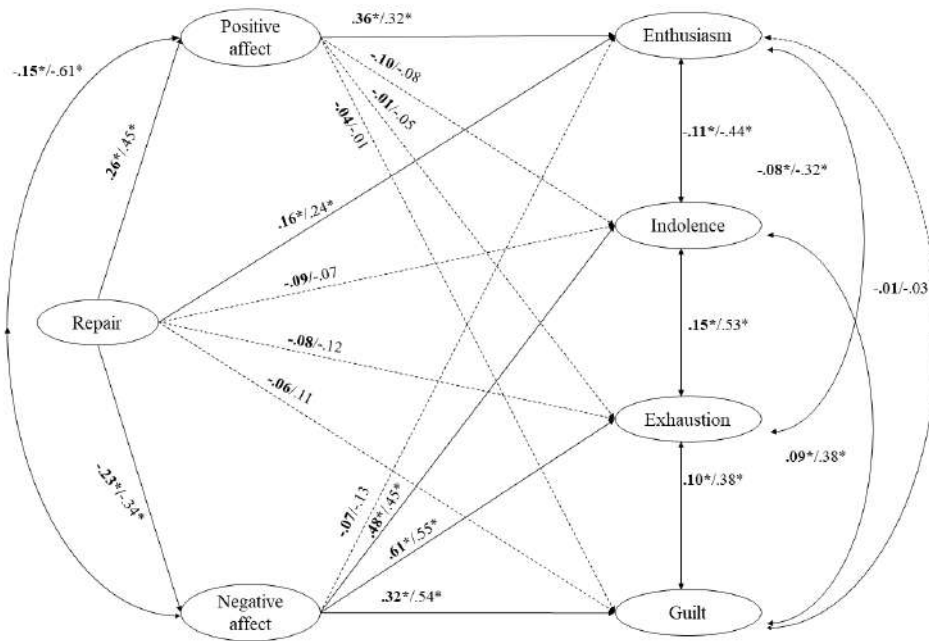 Positive
affect
.36*/.32*
Enthusiasm
-.15*/-.61*
-.10/-.08
-.01/-.05
-.04/-.01
.26*/.45*
-.11*/-.44*
-.08*/-.32*
.16*/.24*
Indolence
-.09/-.07
-.01/-.03
Repair
.15*/.53*
-.08/-.12
-.06/.11
Exhaustion
.09*/.38*
-.23*/-.34*
.10*/.38*
-.07/-.13
.48*/.45*
.61*/.55*
.32*/.54*
Negative
affect
Guilt